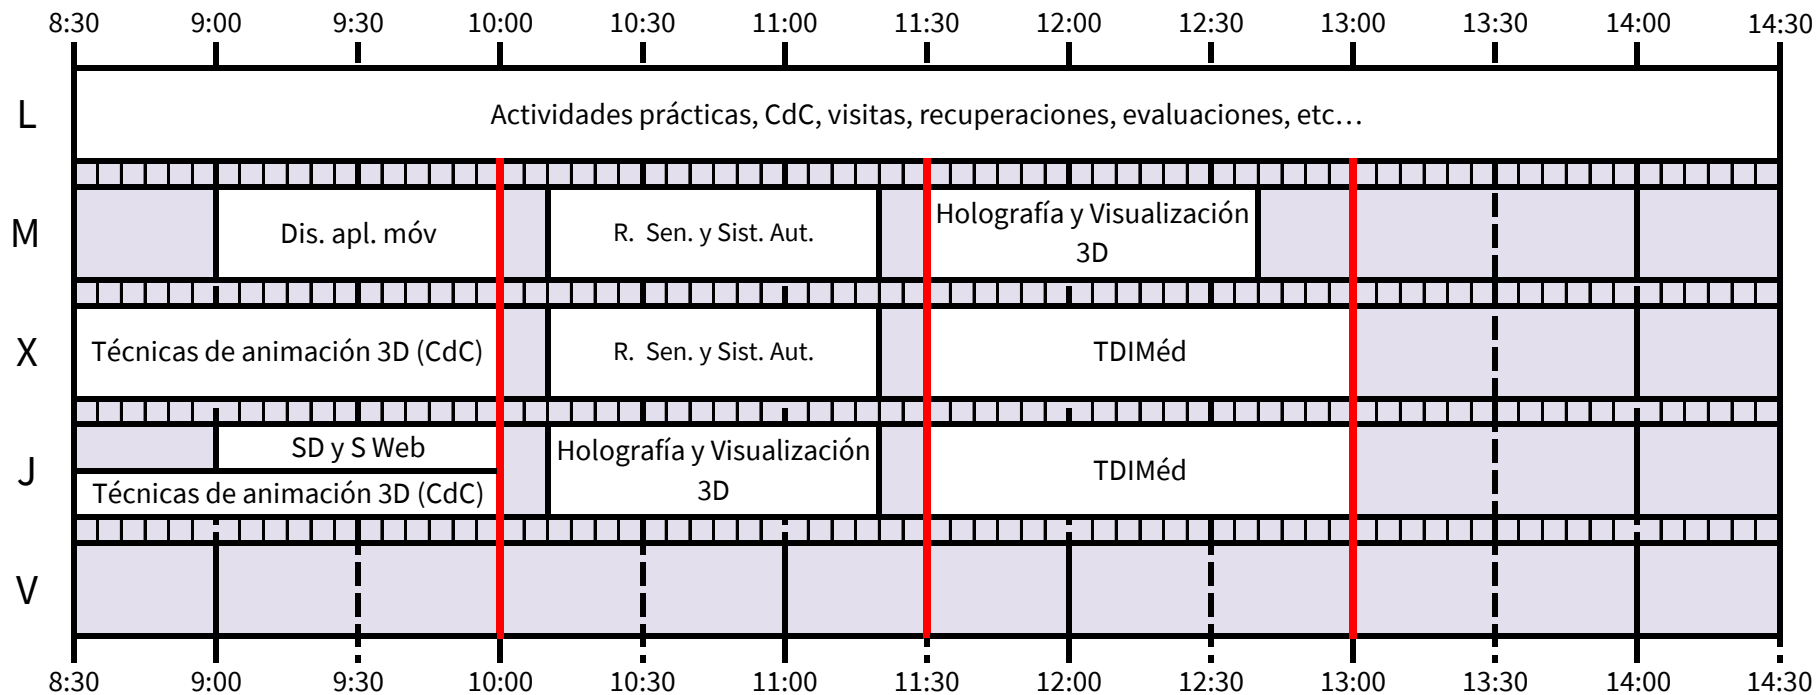 8:30 9:00 9:30 10:00 10:30 11:00 11:30 12:00 12:30 13:00 13:30 14:00 14:30
L
Actividades prácticas, CdC, visitas, recuperaciones, evaluaciones, etc…
M
Dis. apl. móv
R. Sen. y Sist. Aut.
Holografía y Visualización
3D
X
Técnicas de animación 3D (CdC)
R. Sen. y Sist. Aut.
TDIMéd
J
SD y S Web
Técnicas de animación 3D (CdC)
Holografía y Visualización
3D
TDIMéd
V
8:30 9:00 9:30 10:00 10:30 11:00 11:30 12:00 12:30 13:00 13:30 14:00 14:30